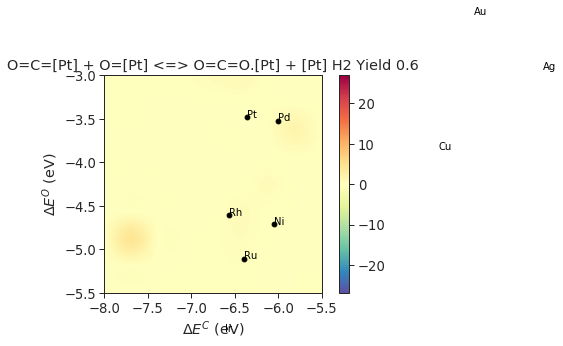 Au
O=C=[Pt] + O=[Pt] <=> O=C=O.[Pt] + [Pt] H2 Yield 0.6
Ag
Cu
−3.0
−3.5
−4.0
−4.5
−5.0
−5.5
ΔE^O (eV)
Pt
Pd
Rh
Ni
Ru
20
10
0
−10
−20
−8.0 −7.5 −7.0 −6.5 −6.0 −5.5
ΔE^C (eV)
Ir